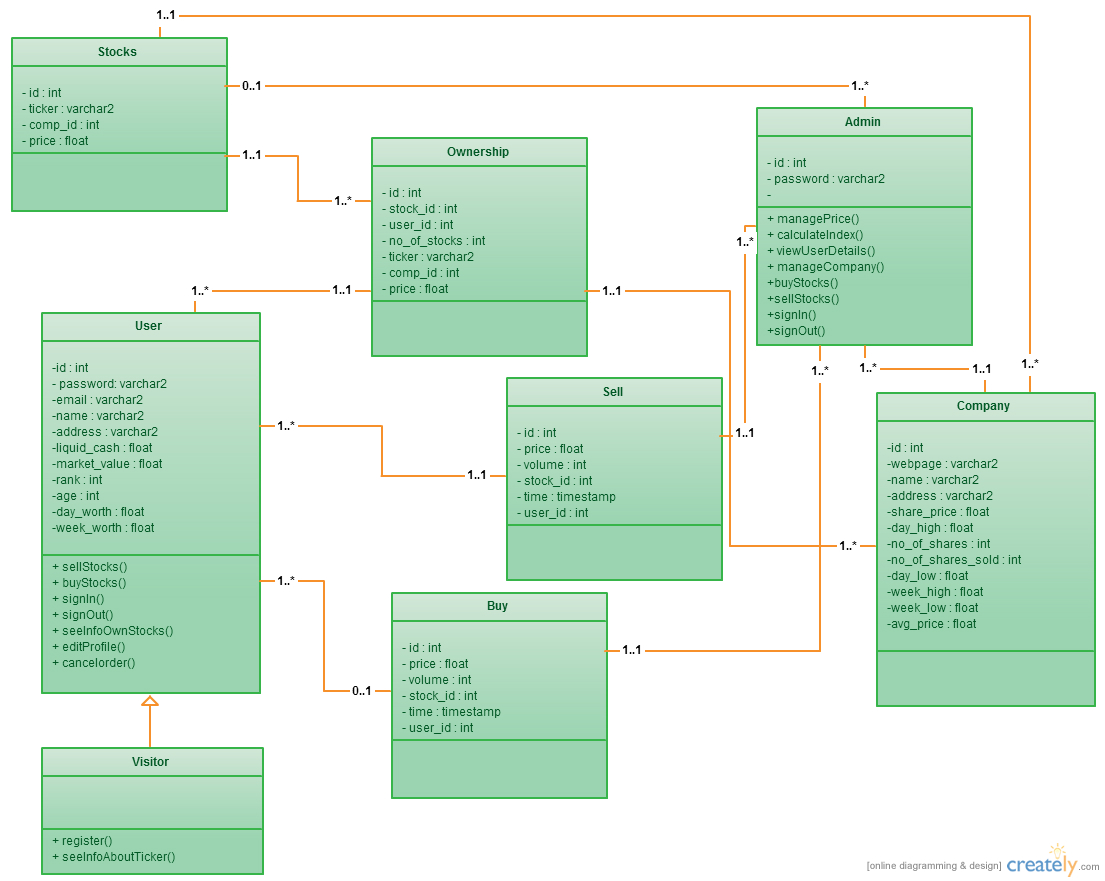 1..1
Stocks
- id : int
- ticker : varchar2
- comp_id : int
- price : float
0..1
1..*
1..1
1..*
Admin
- id : int
- password : varchar2
-
+ managePrice()
+ calculateIndex()
+ viewUserDetails()
+ manageCompany()
+buyStocks()
+sellStocks()
+signIn()
+signOut()
Ownership
- id : int
- stock_id : int
- user_id : int
- no_of_stocks : int
- ticker : varchar2
- comp_id : int
- price : float
1..*
1..1
1..1
1..*
User
-id : int
- password: varchar2
-email : varchar2
-name : varchar2
-address : varchar2
-liquid_cash : float
-market_value : float
-rank : int
-age : int
-day_worth : float
-week_worth : float
+ sellStocks()
+ buyStocks()
+ signIn()
+ signOut()
+ seeInfoOwnStocks()
+ editProfile()
+ cancelorder()
1..*
1..1
Sell
- id : int
- price : float
- volume : int
- stock_id : int
- time : timestamp
- user_id : int
1..1
1..*
1..*
1..1
1..*
Company
-id : int
-webpage : varchar2
-name : varchar2
-address : varchar2
-share_price : float
-day_high : float
-no_of_shares : int
-no_of_shares_sold : int
-day_low : float
-week_high : float
-week_low : float
-avg_price : float
1..*
1..*
0..1
Buy
- id : int
- price : float
- volume : int
- stock_id : int
- time : timestamp
- user_id : int
1..1
Visitor
+ register()
+ seeInfoAboutTicker()
[online diagramming & design] creately.com